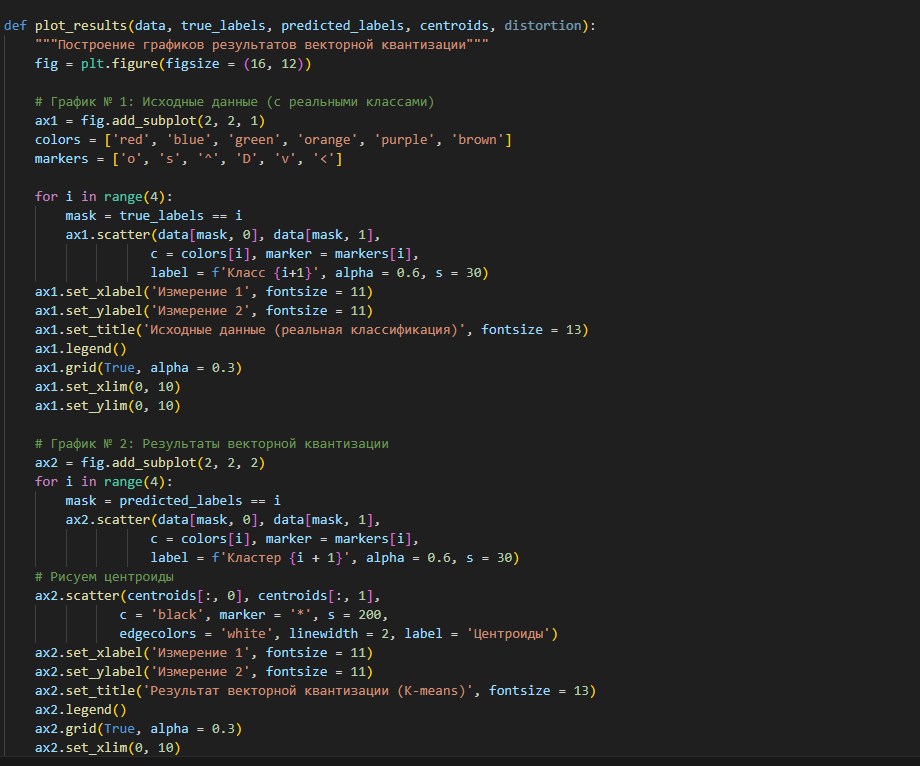 def plot_results(data, true_labels, predicted_labels, centroids, distortion):
"""Построение графиков результатов векторной квантизации"""
fig = plt.figure(figsize = (16, 12))
# График № 1: Исходные данные (с реальными классами)
ax1 = fig.add_subplot(2, 2, 1)
colors = ['red', 'blue', 'green', 'orange', 'purple', 'brown']
markers = ['o', 's', '^', 'D', 'v', '<']
for i in range(4):
mask = true_labels == i
ax1.scatter(data[mask, 0], data[mask, 1],
c = colors[i], marker = markers[i],
label = f'Класс {i+1}', alpha = 0.6, s = 30)
ax1.set_xlabel('Измерение 1', fontsize = 11)
ax1.set_ylabel('Измерение 2', fontsize = 11)
ax1.set_title('Исходные данные (реальная классификация)', fontsize = 13)
ax1.legend()
ax1.grid(True, alpha = 0.3)
ax1.set_xlim(0, 10)
ax1.set_ylim(0, 10)
# График № 2: Результаты векторной квантизации
ax2 = fig.add_subplot(2, 2, 2)
for i in range(4):
mask = predicted_labels == i
ax2.scatter(data[mask, 0], data[mask, 1],
c = colors[i], marker = markers[i],
label = f'Кластер {i + 1}', alpha = 0.6, s = 30)
# Рисуем центроиды
ax2.scatter(centroids[:, 0], centroids[:, 1],
c = 'black', marker = '*', s = 200,
edgecolors = 'white', linewidth = 2, label = 'Центроиды')
ax2.set_xlabel('Измерение 1', fontsize = 11)
ax2.set_ylabel('Измерение 2', fontsize = 11)
ax2.set_title('Результат векторной квантизации (K-means)', fontsize = 13)
ax2.legend()
ax2.grid(True, alpha = 0.3)
ax2.set_xlim(0, 10)